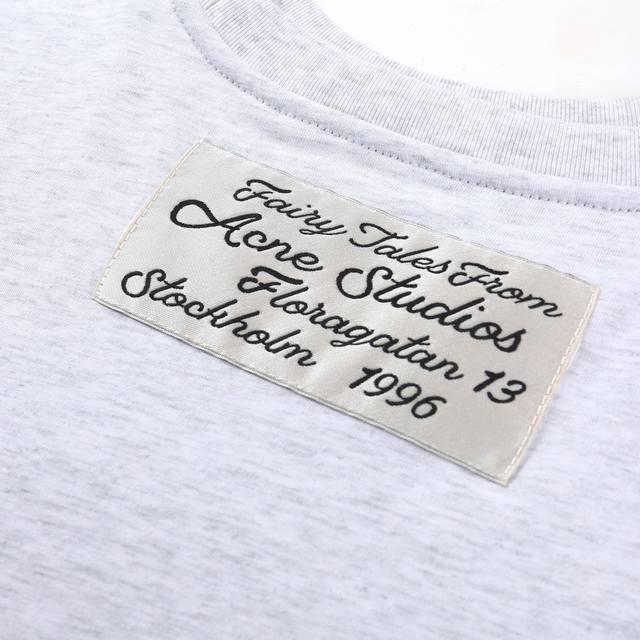 Fairy Tales From
Acne Studios
Floragatan 13
Stockholm 1996